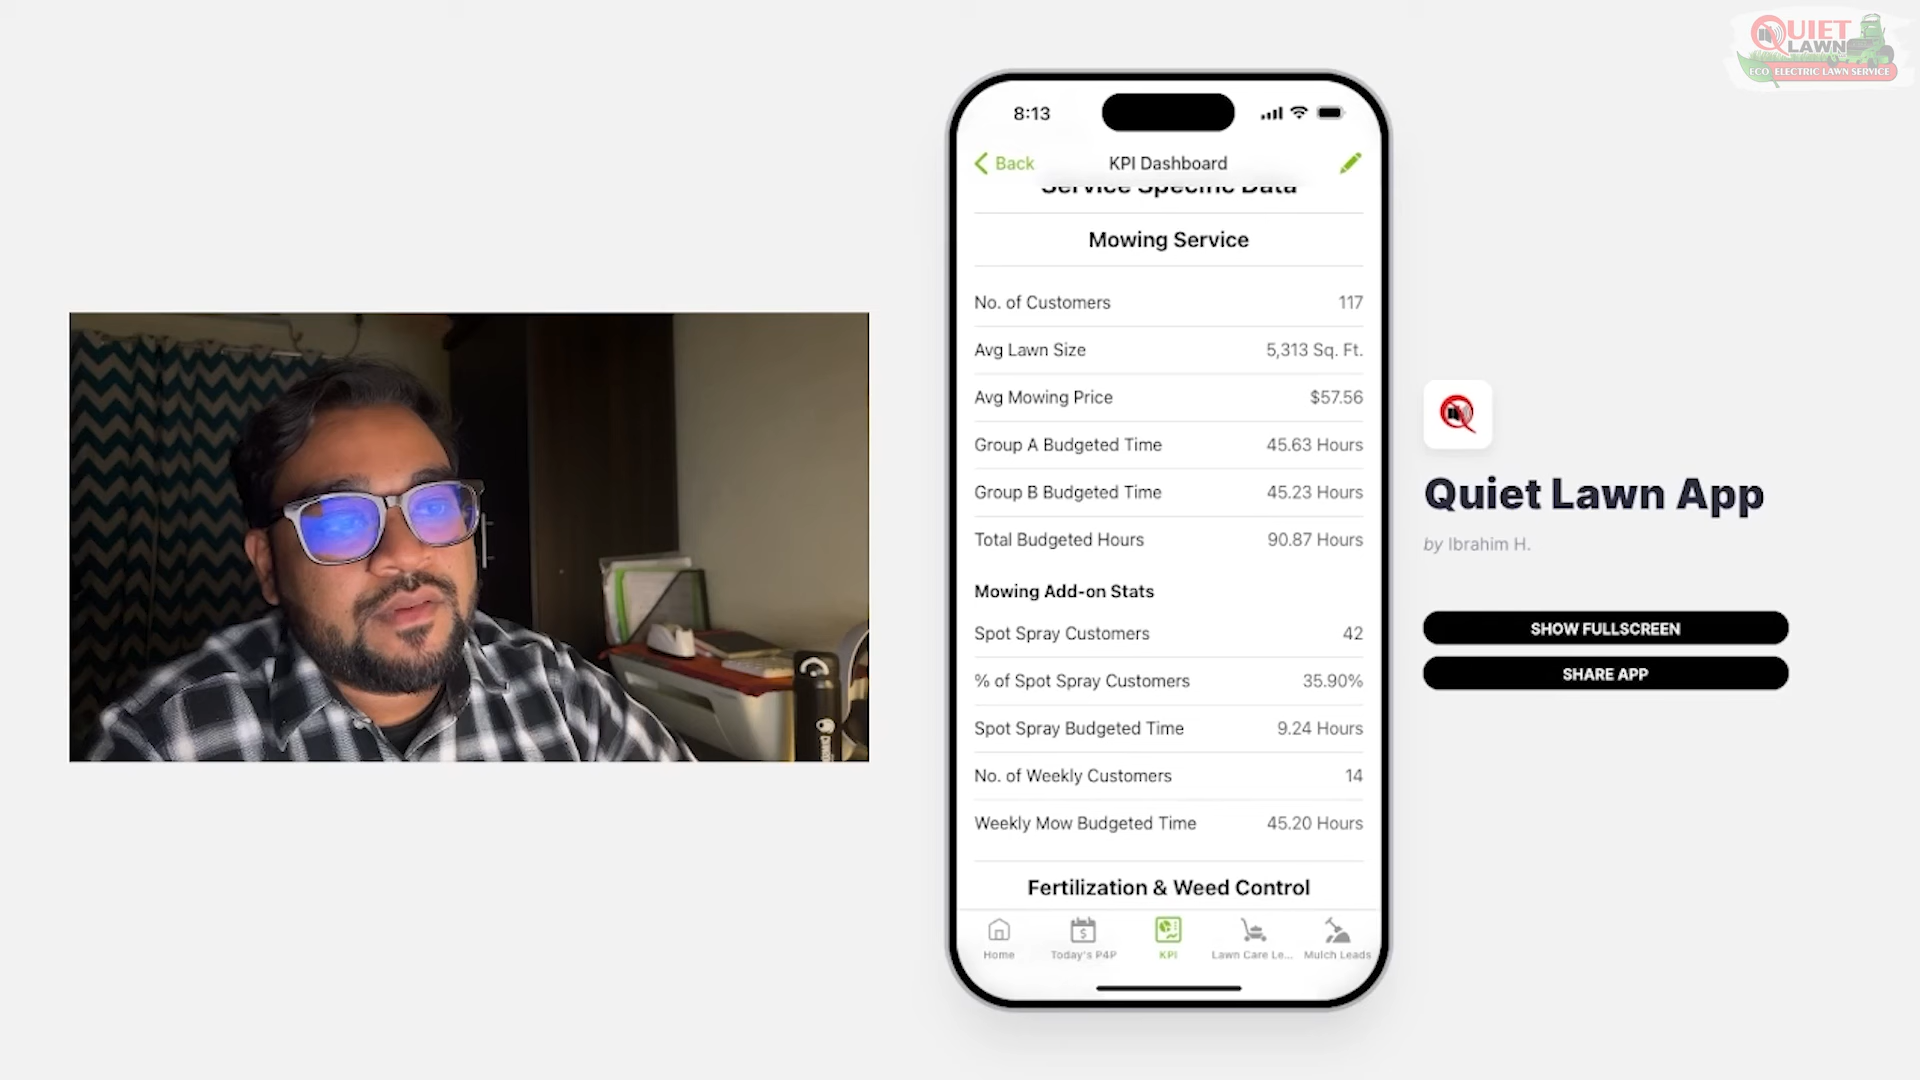 QUIET
LAWN
ECO ELECTRIC LAWN SERVICE
8:13
Back
KPI Dashboard
Service Specific Data
Mowing Service
No. of Customers 117
Avg Lawn Size 5,313 Sq. Ft.
Avg Mowing Price $57.56
Group A Budgeted Time 45.63 Hours
Group B Budgeted Time 45.23 Hours
Total Budgeted Hours 90.87 Hours
Mowing Add-on Stats
Spot Spray Customers 42
% of Spot Spray Customers 35.90%
Spot Spray Budgeted Time 9.24 Hours
No. of Weekly Customers 14
Weekly Mow Budgeted Time 45.20 Hours
Fertilization & Weed Control
Home
Today's P4P
KPI
Lawn Care Le...
Mulch Leads
Quiet Lawn App
by Ibrahim H.
SHOW FULLSCREEN
SHARE APP